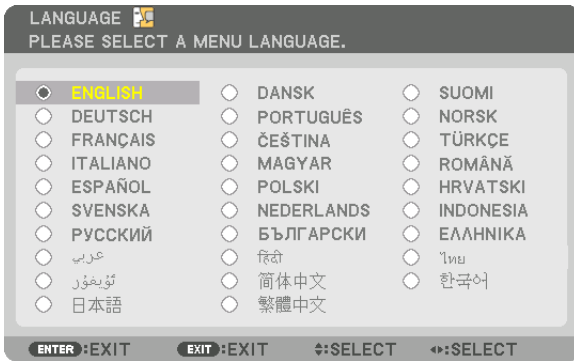 LANGUAGE
PLEASE SELECT A MENU LANGUAGE.
ENGLISH DANSK SUOMI
DEUTSCH PORTUGUÊS NORSK
FRANÇAIS ČEŠTINA TÜRKÇE
ITALIANO MAGYAR ROMÂNĂ
ESPAÑOL POLSKI HRVATSKI
SVENSKA NEDERLANDS INDONESIA
РУССКИЙ БЪЛГАРСКИ ΕΛΛΗΝΙΚΑ
عربي हिंदी ไทย
ئۇيغۇر 简体中文 한국어
日本語 繁體中文
ENTER:EXIT EXIT:EXIT :SELECT :SELECT